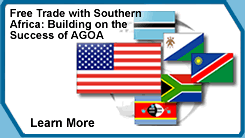 Free Trade with Southern
Africa: Building on the
Success of AGOA
Learn More